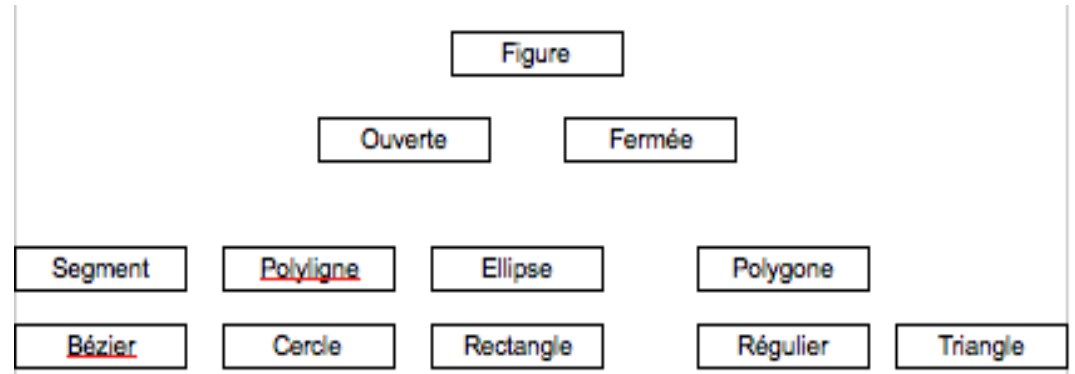 Figure
Ouverte Fermée
Segment Polyligne Ellipse Polygone
Bézier Cercle Rectangle Régulier Triangle